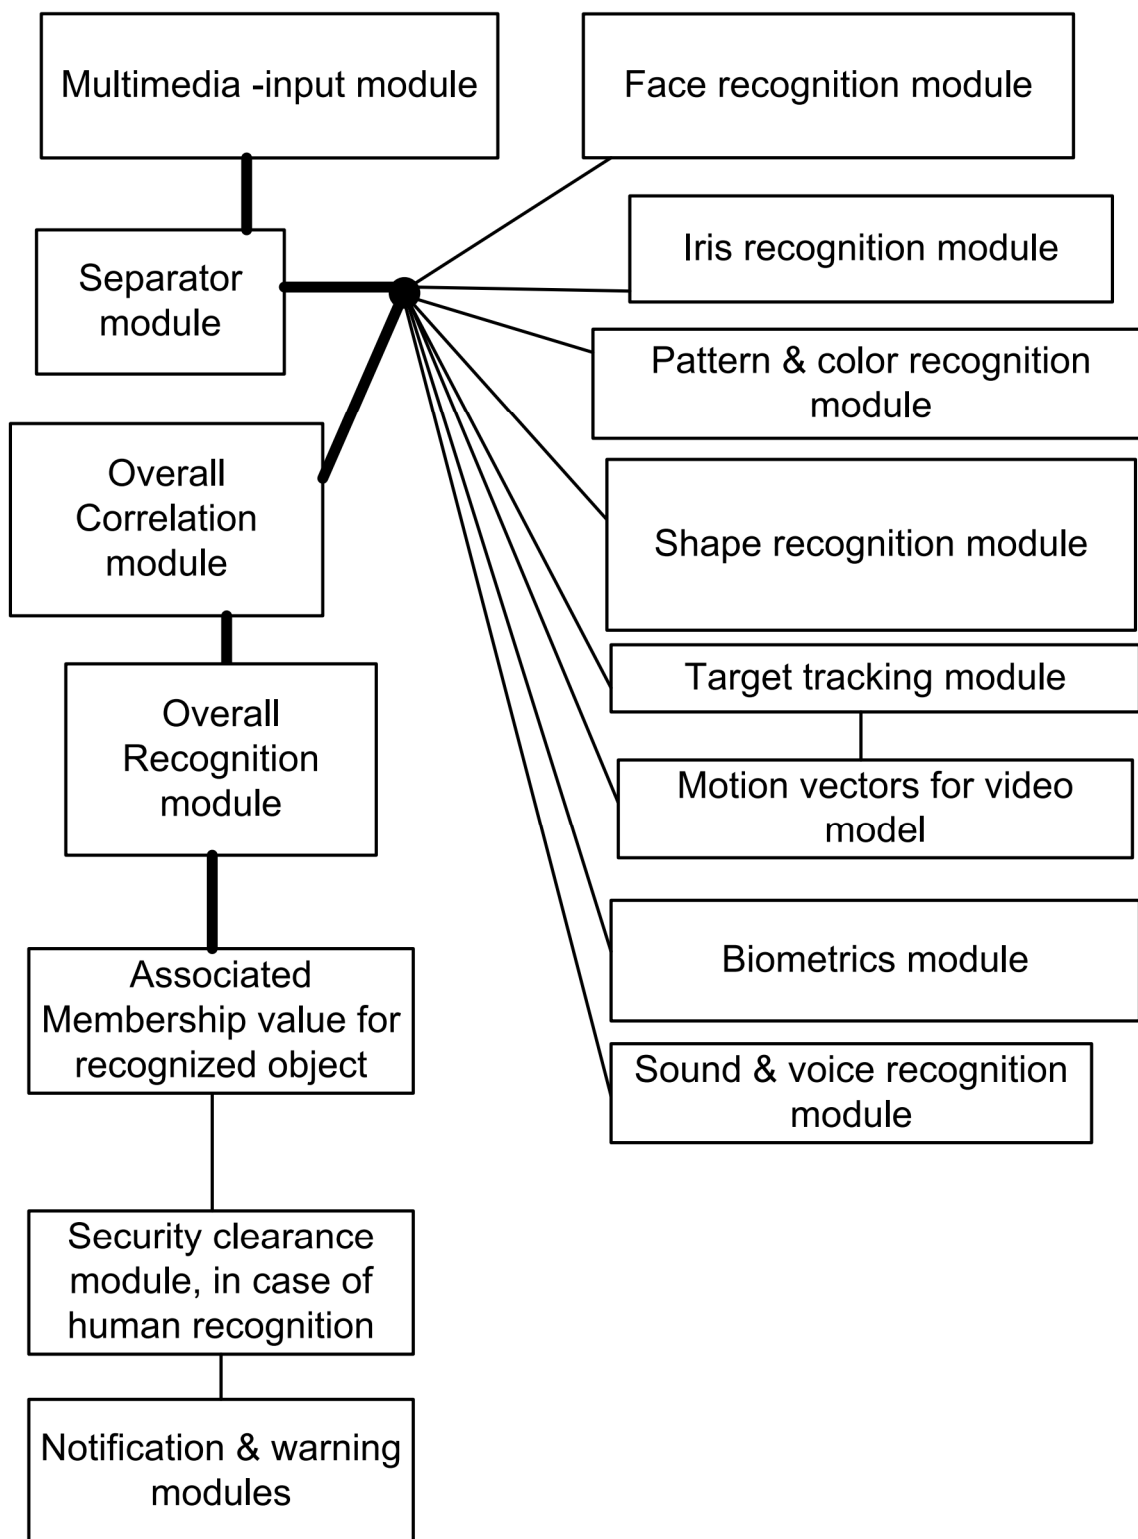 Multimedia -input module
Face recognition module
Separator
module
Iris recognition module
Pattern & color recognition
module
Overall
Correlation
module
Shape recognition module
Overall
Recognition
module
Target tracking module
Motion vectors for video
model
Associated
Membership value for
recognized object
Biometrics module
Sound & voice recognition
module
Security clearance
module, in case of
human recognition
Notification & warning
modules